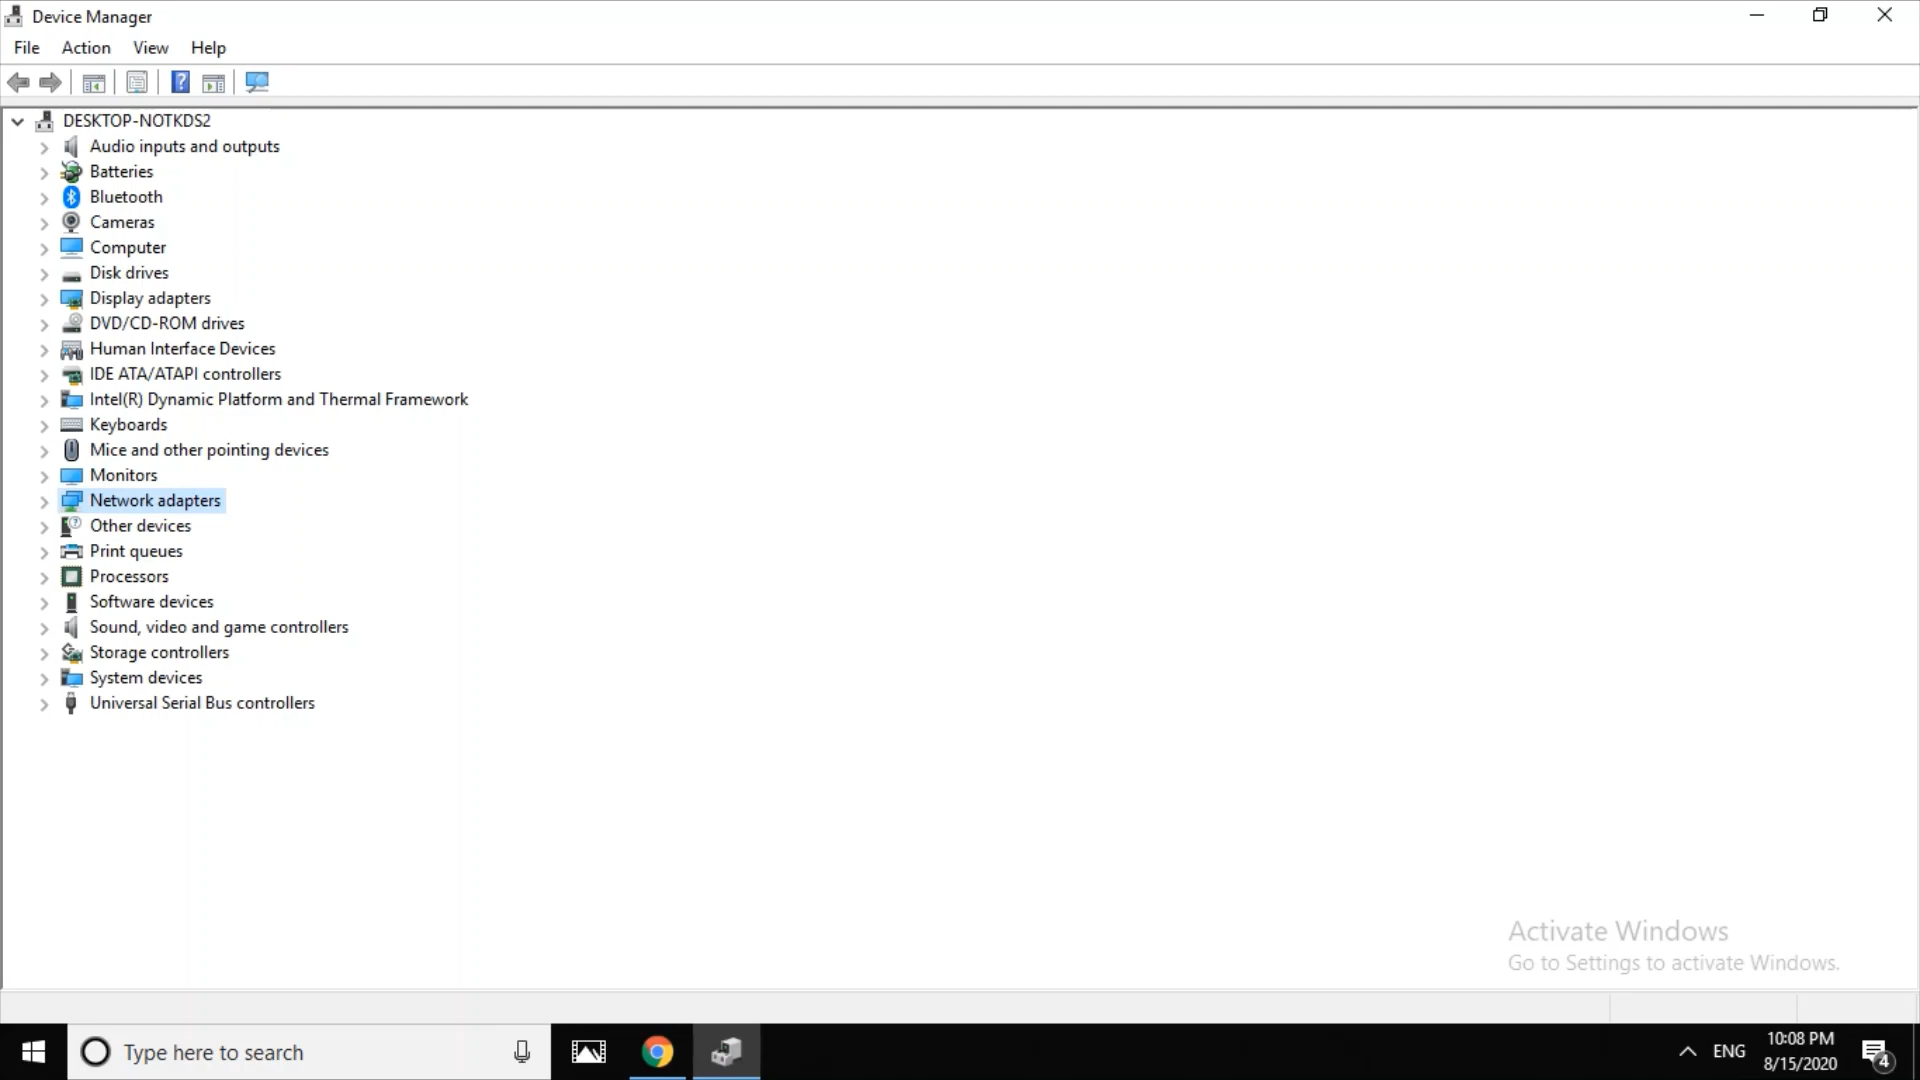 Device Manager
File Action View Help
DESKTOP-NOTKDS2
Audio inputs and outputs
Batteries
Bluetooth
Cameras
Computer
Disk drives
Display adapters
DVD/CD-ROM drives
Human Interface Devices
IDE ATA/ATAPI controllers
Intel(R) Dynamic Platform and Thermal Framework
Keyboards
Mice and other pointing devices
Monitors
Network adapters
Other devices
Print queues
Processors
Software devices
Sound, video and game controllers
Storage controllers
System devices
Universal Serial Bus controllers
Activate Windows
Go to Settings to activate Windows.
Type here to search
ENG
10:08 PM
8/15/2020
4